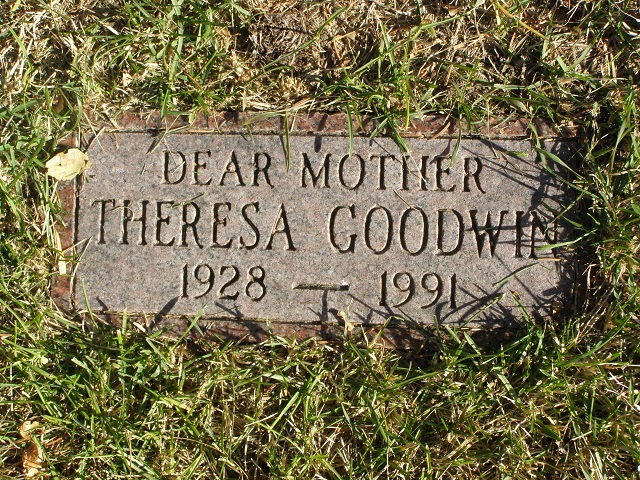 DEAR MOTHER
THERESA GOODWIN
1928 — 1991